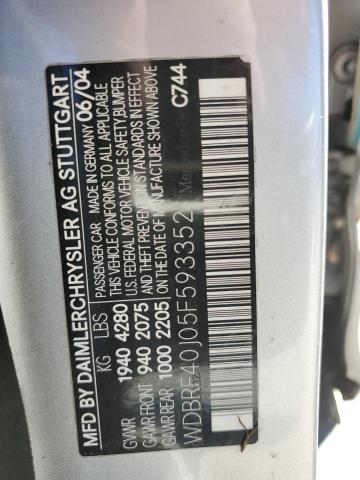 MFD BY DAIMLERCHRYSLER AG STUTTGART
PASSENGER CAR MADE IN GERMANY 06/04
KG LBS THIS VEHICLE CONFORMS TO ALL APPLICABLE
GVWR 1940 4280 U.S. FEDERAL MOTOR VEHICLE SAFETY, BUMPER
GAWR FRONT 940 2075 AND THEFT PREVENTION STANDARDS IN EFFECT
GAWR REAR 1000 2205 ON THE DATE OF MANUFACTURE SHOWN ABOVE
C744
WDBRF40J05F593352
Mercedes-Be